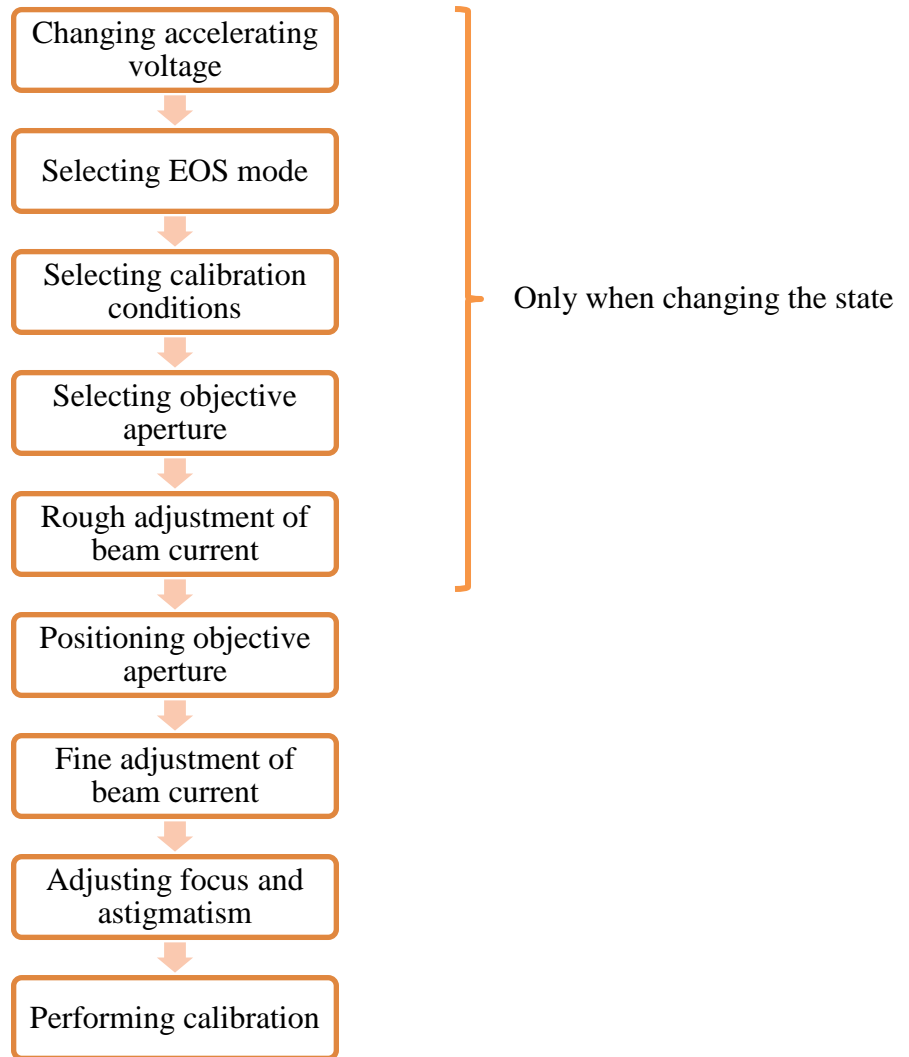 Changing accelerating
voltage
Selecting EOS mode
Selecting calibration
conditions
Only when changing the state
Selecting objective
aperture
Rough adjustment of
beam current
Positioning objective
aperture
Fine adjustment of
beam current
Adjusting focus and
astigmatism
Performing calibration